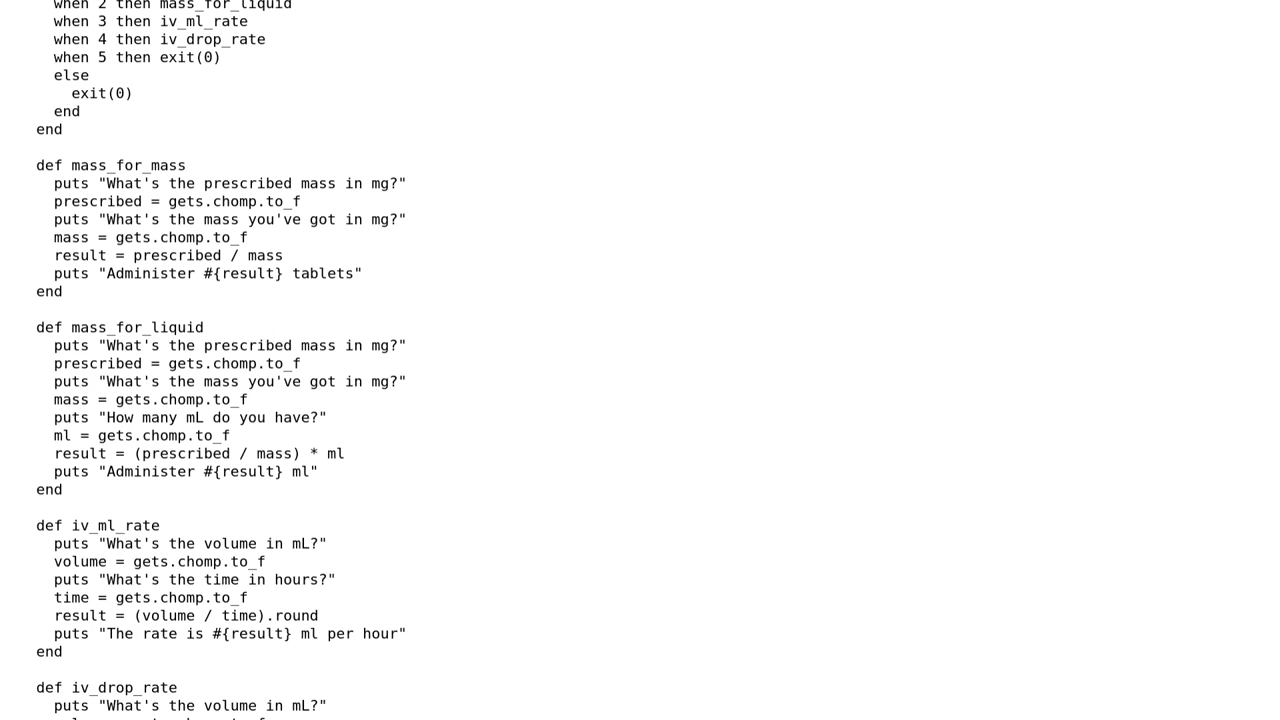 when 2 then mass_for_liquid
when 3 then iv_ml_rate
when 4 then iv_drop_rate
when 5 then exit(0)
else
exit(0)
end
end
def mass_for_mass
puts "What's the prescribed mass in mg?"
prescribed = gets.chomp.to_f
puts "What's the mass you've got in mg?"
mass = gets.chomp.to_f
result = prescribed / mass
puts "Administer #{result} tablets"
end
def mass_for_liquid
puts "What's the prescribed mass in mg?"
prescribed = gets.chomp.to_f
puts "What's the mass you've got in mg?"
mass = gets.chomp.to_f
puts "How many mL do you have?"
ml = gets.chomp.to_f
result = (prescribed / mass) * ml
puts "Administer #{result} ml"
end
def iv_ml_rate
puts "What's the volume in mL?"
volume = gets.chomp.to_f
puts "What's the time in hours?"
time = gets.chomp.to_f
result = (volume / time).round
puts "The rate is #{result} ml per hour"
end
def iv_drop_rate
puts "What's the volume in mL?"